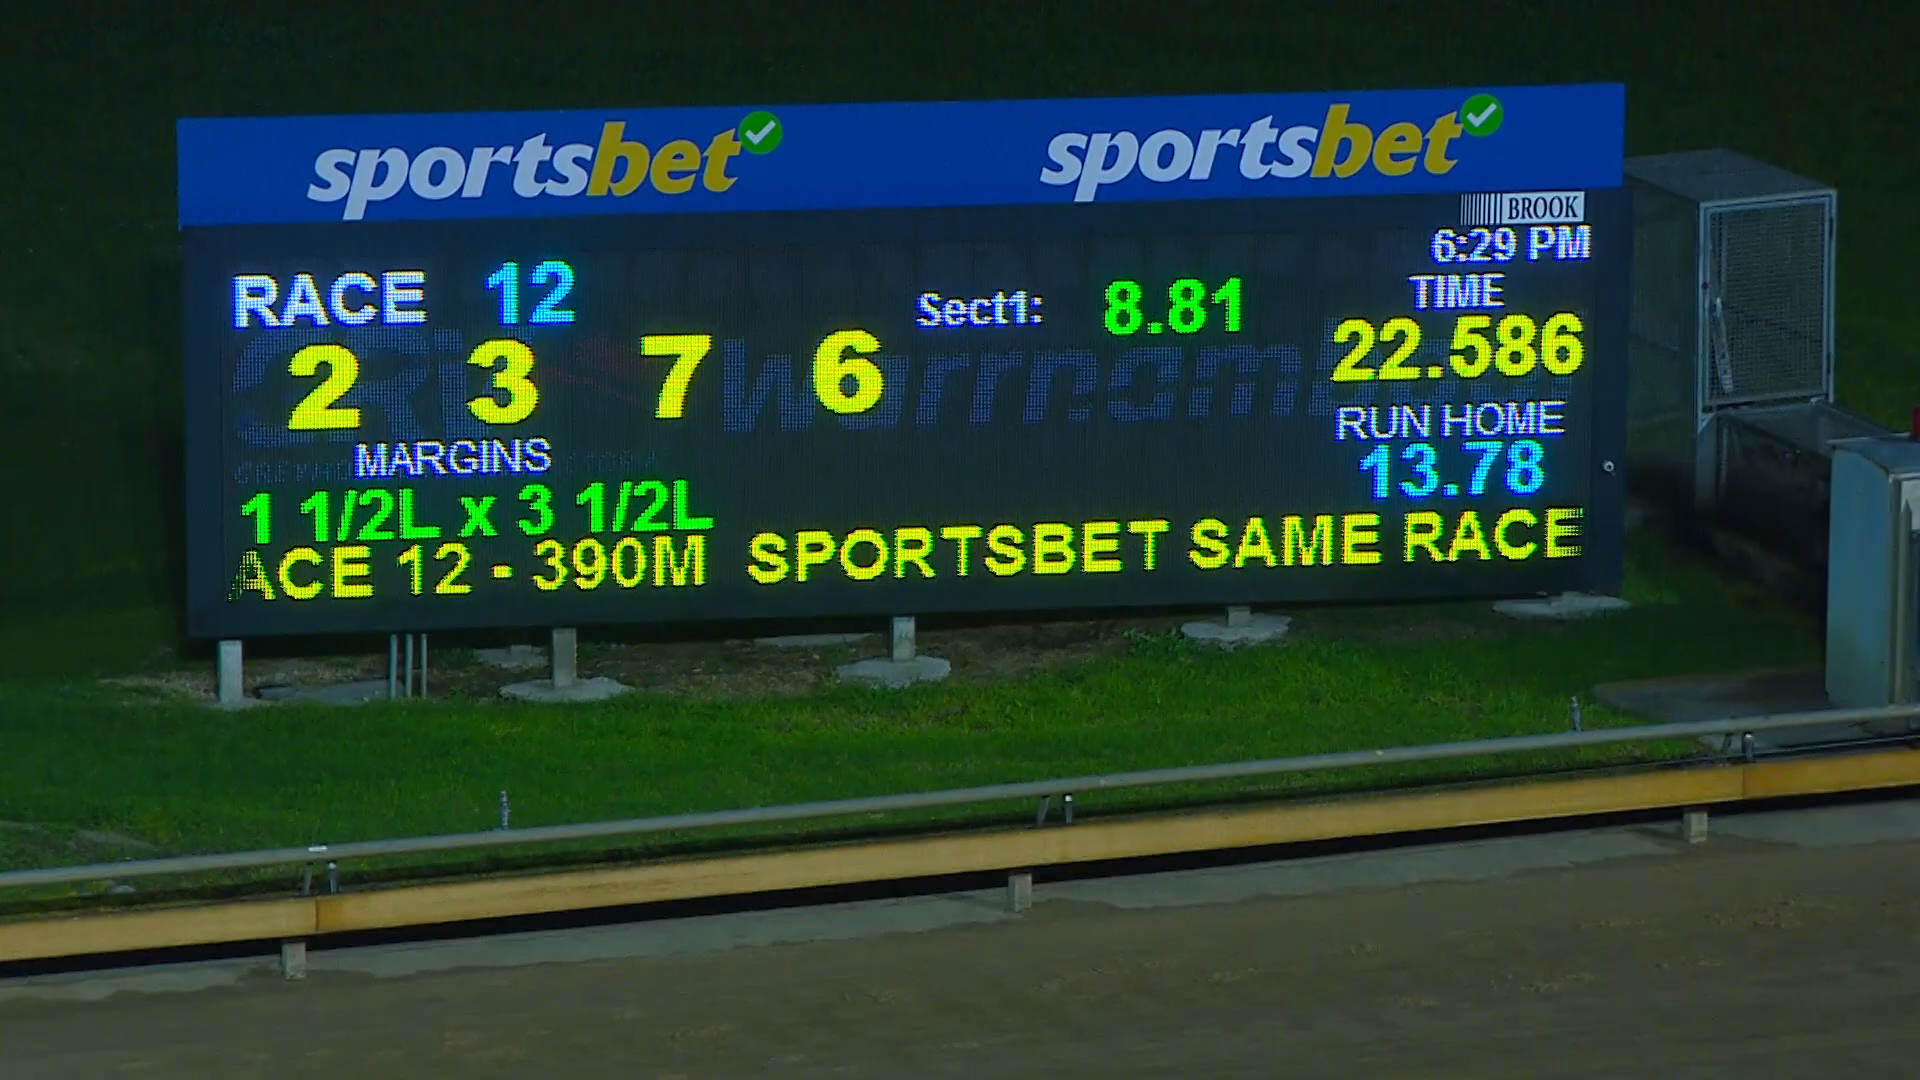 sportsbet sportsbet
BROOK
6:29 PM
RACE 12
Sect1: 8.81
TIME
22.586
2 3 7 6
RUN HOME
13.78
MARGINS
1 1/2L x 3 1/2L
ACE 12 - 390M SPORTSBET SAME RACE